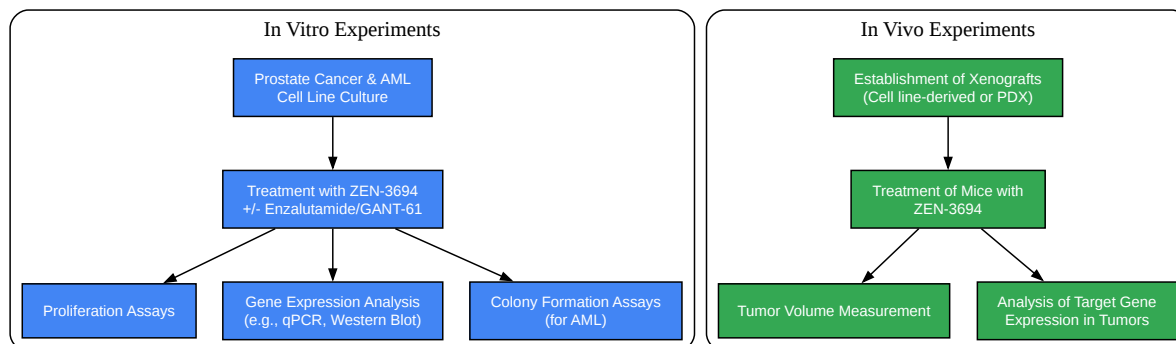 In Vitro Experiments
Prostate Cancer & AML
Cell Line Culture
Treatment with ZEN-3694
+/- Enzalutamide/GANT-61
Proliferation Assays
Gene Expression Analysis
(e.g., qPCR, Western Blot)
Colony Formation Assays
(for AML)
In Vivo Experiments
Establishment of Xenografts
(Cell line-derived or PDX)
Treatment of Mice with
ZEN-3694
Tumor Volume Measurement
Analysis of Target Gene
Expression in Tumors